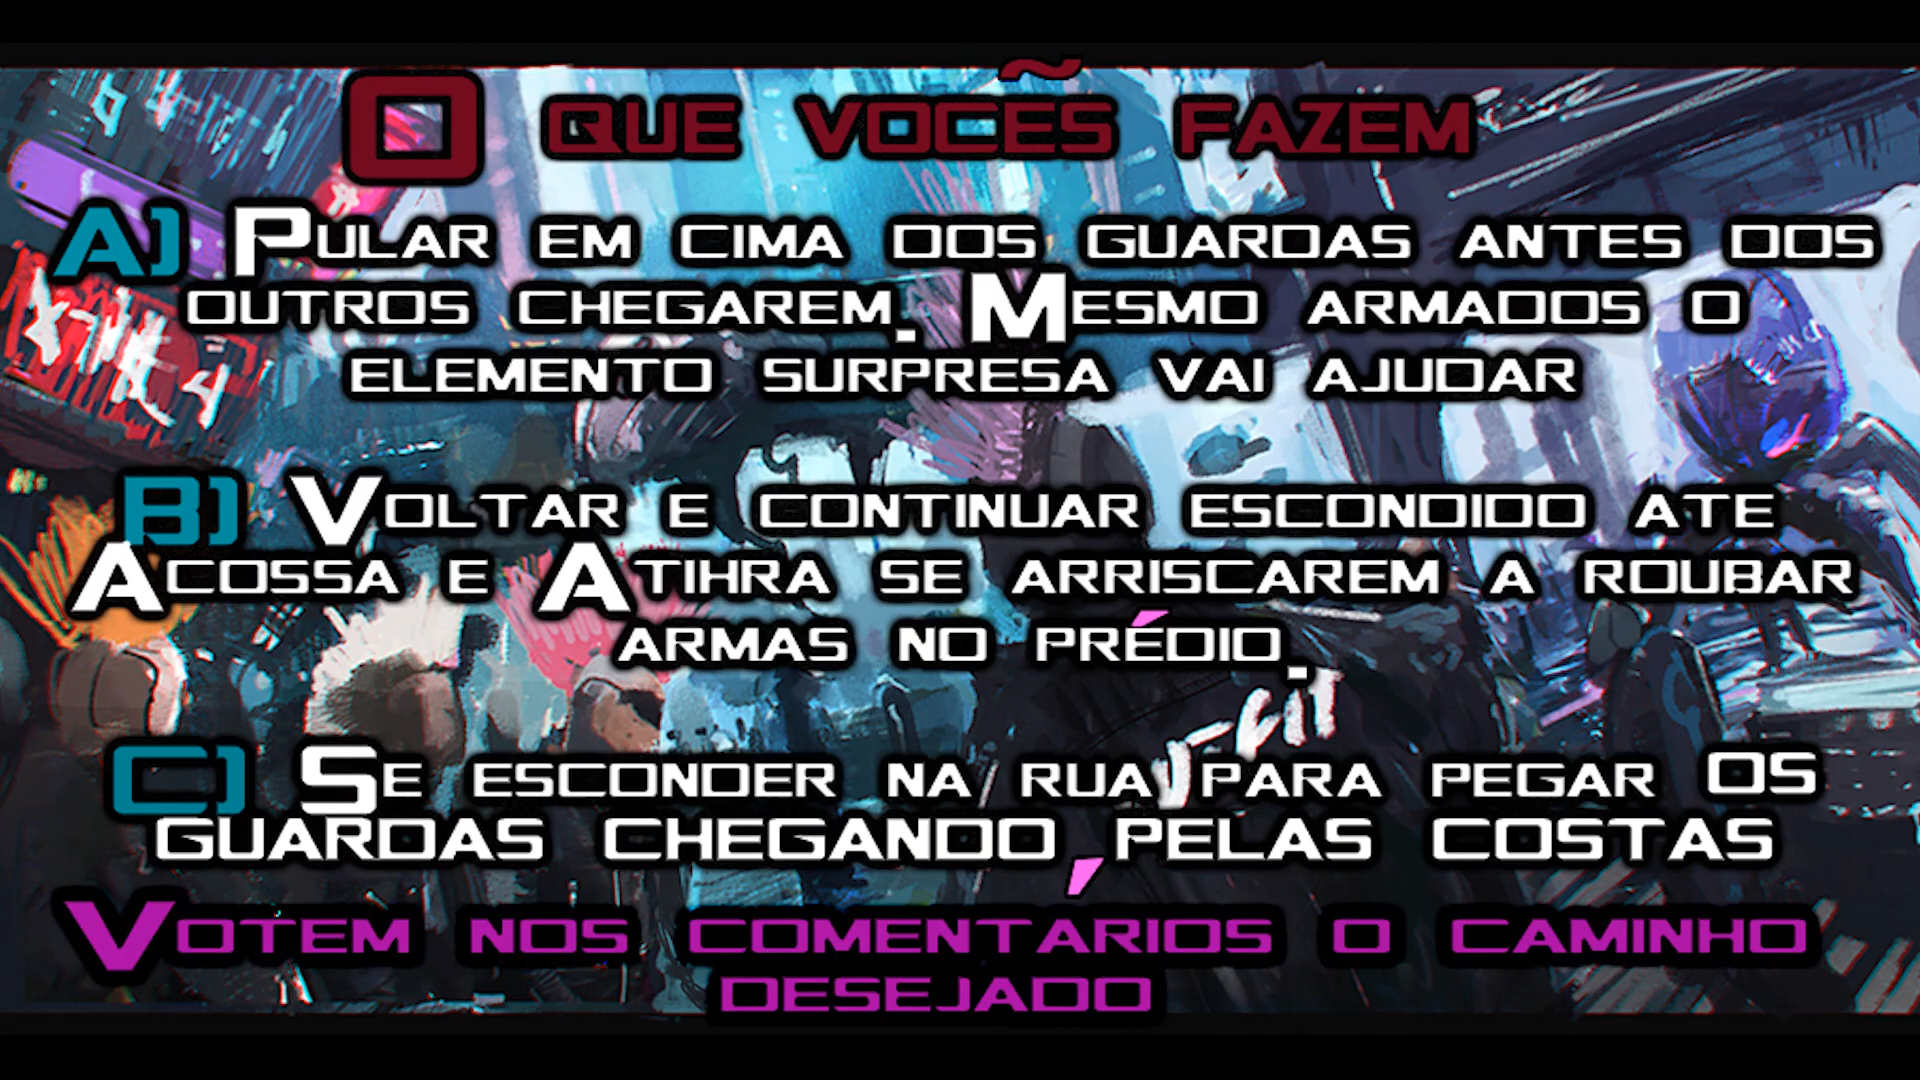 O QUE VOCẼS FAZEM
A) PULAR EM CIMA DOS GUARDAS ANTES DOS
OUTROS CHEGAREM. MESMO ARMADOS O
ELEMENTO SURPRESA VAI AJUDAR
B) VOLTAR E CONTINUAR ESCONDIDO ATE
ACOSSA E ATIHRA SE ARRISCAREM A ROUBAR
ARMAS NO PRÉDIO.
C) SE ESCONDER NA RUA PARA PEGAR OS
GUARDAS CHEGANDO PELAS COSTAS
VOTEM NOS COMENTÁRIOS O CAMINHO
DESEJADO